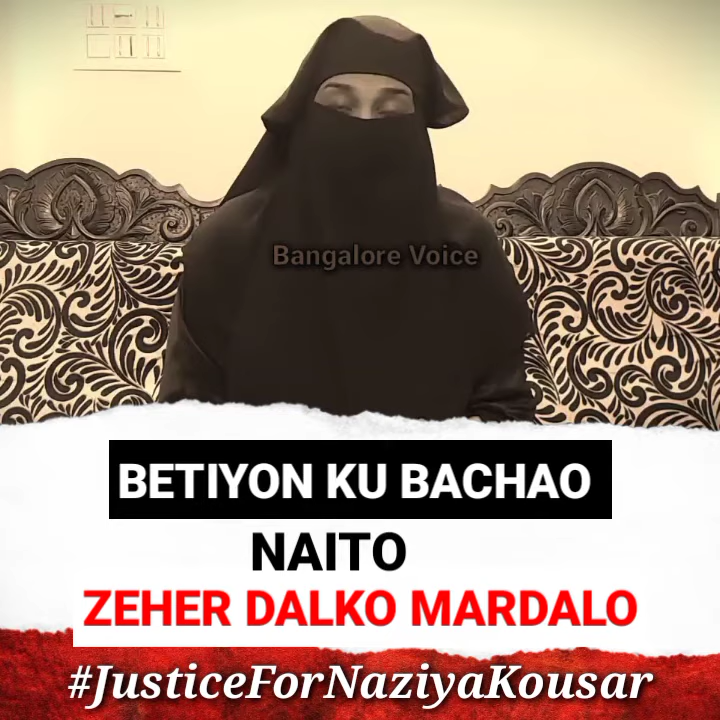 Bangalore Voice
BETIYON KU BACHAO
NAITO
ZEHER DALKO MARDALO
#JusticeForNaziyaKousar